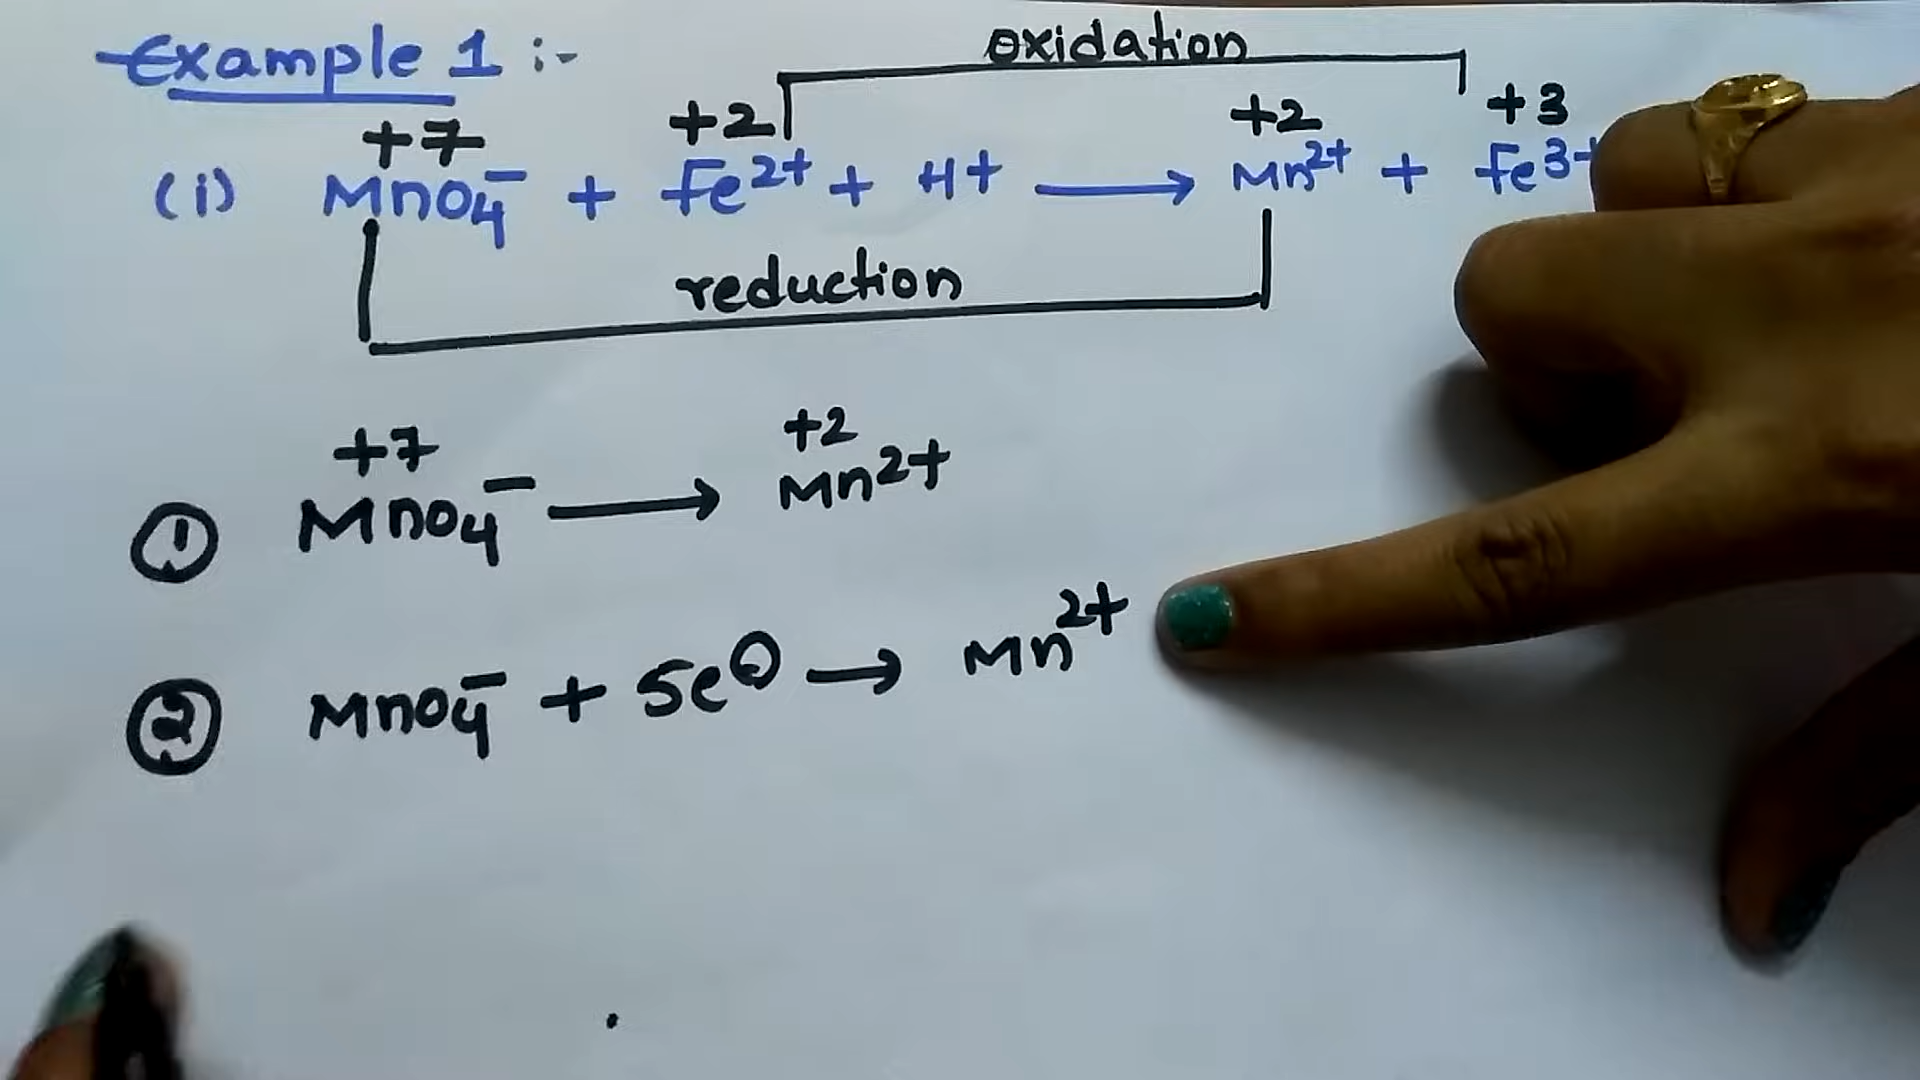 Example 1 :-
oxidation
+7 +2 +2 +3
(i) MnO4⁻ + Fe2+ + H+ → Mn2+ + Fe3+
reduction
+7 +2
① MnO4⁻ → Mn2+
② MnO4⁻ + 5e⊖ → Mn2+